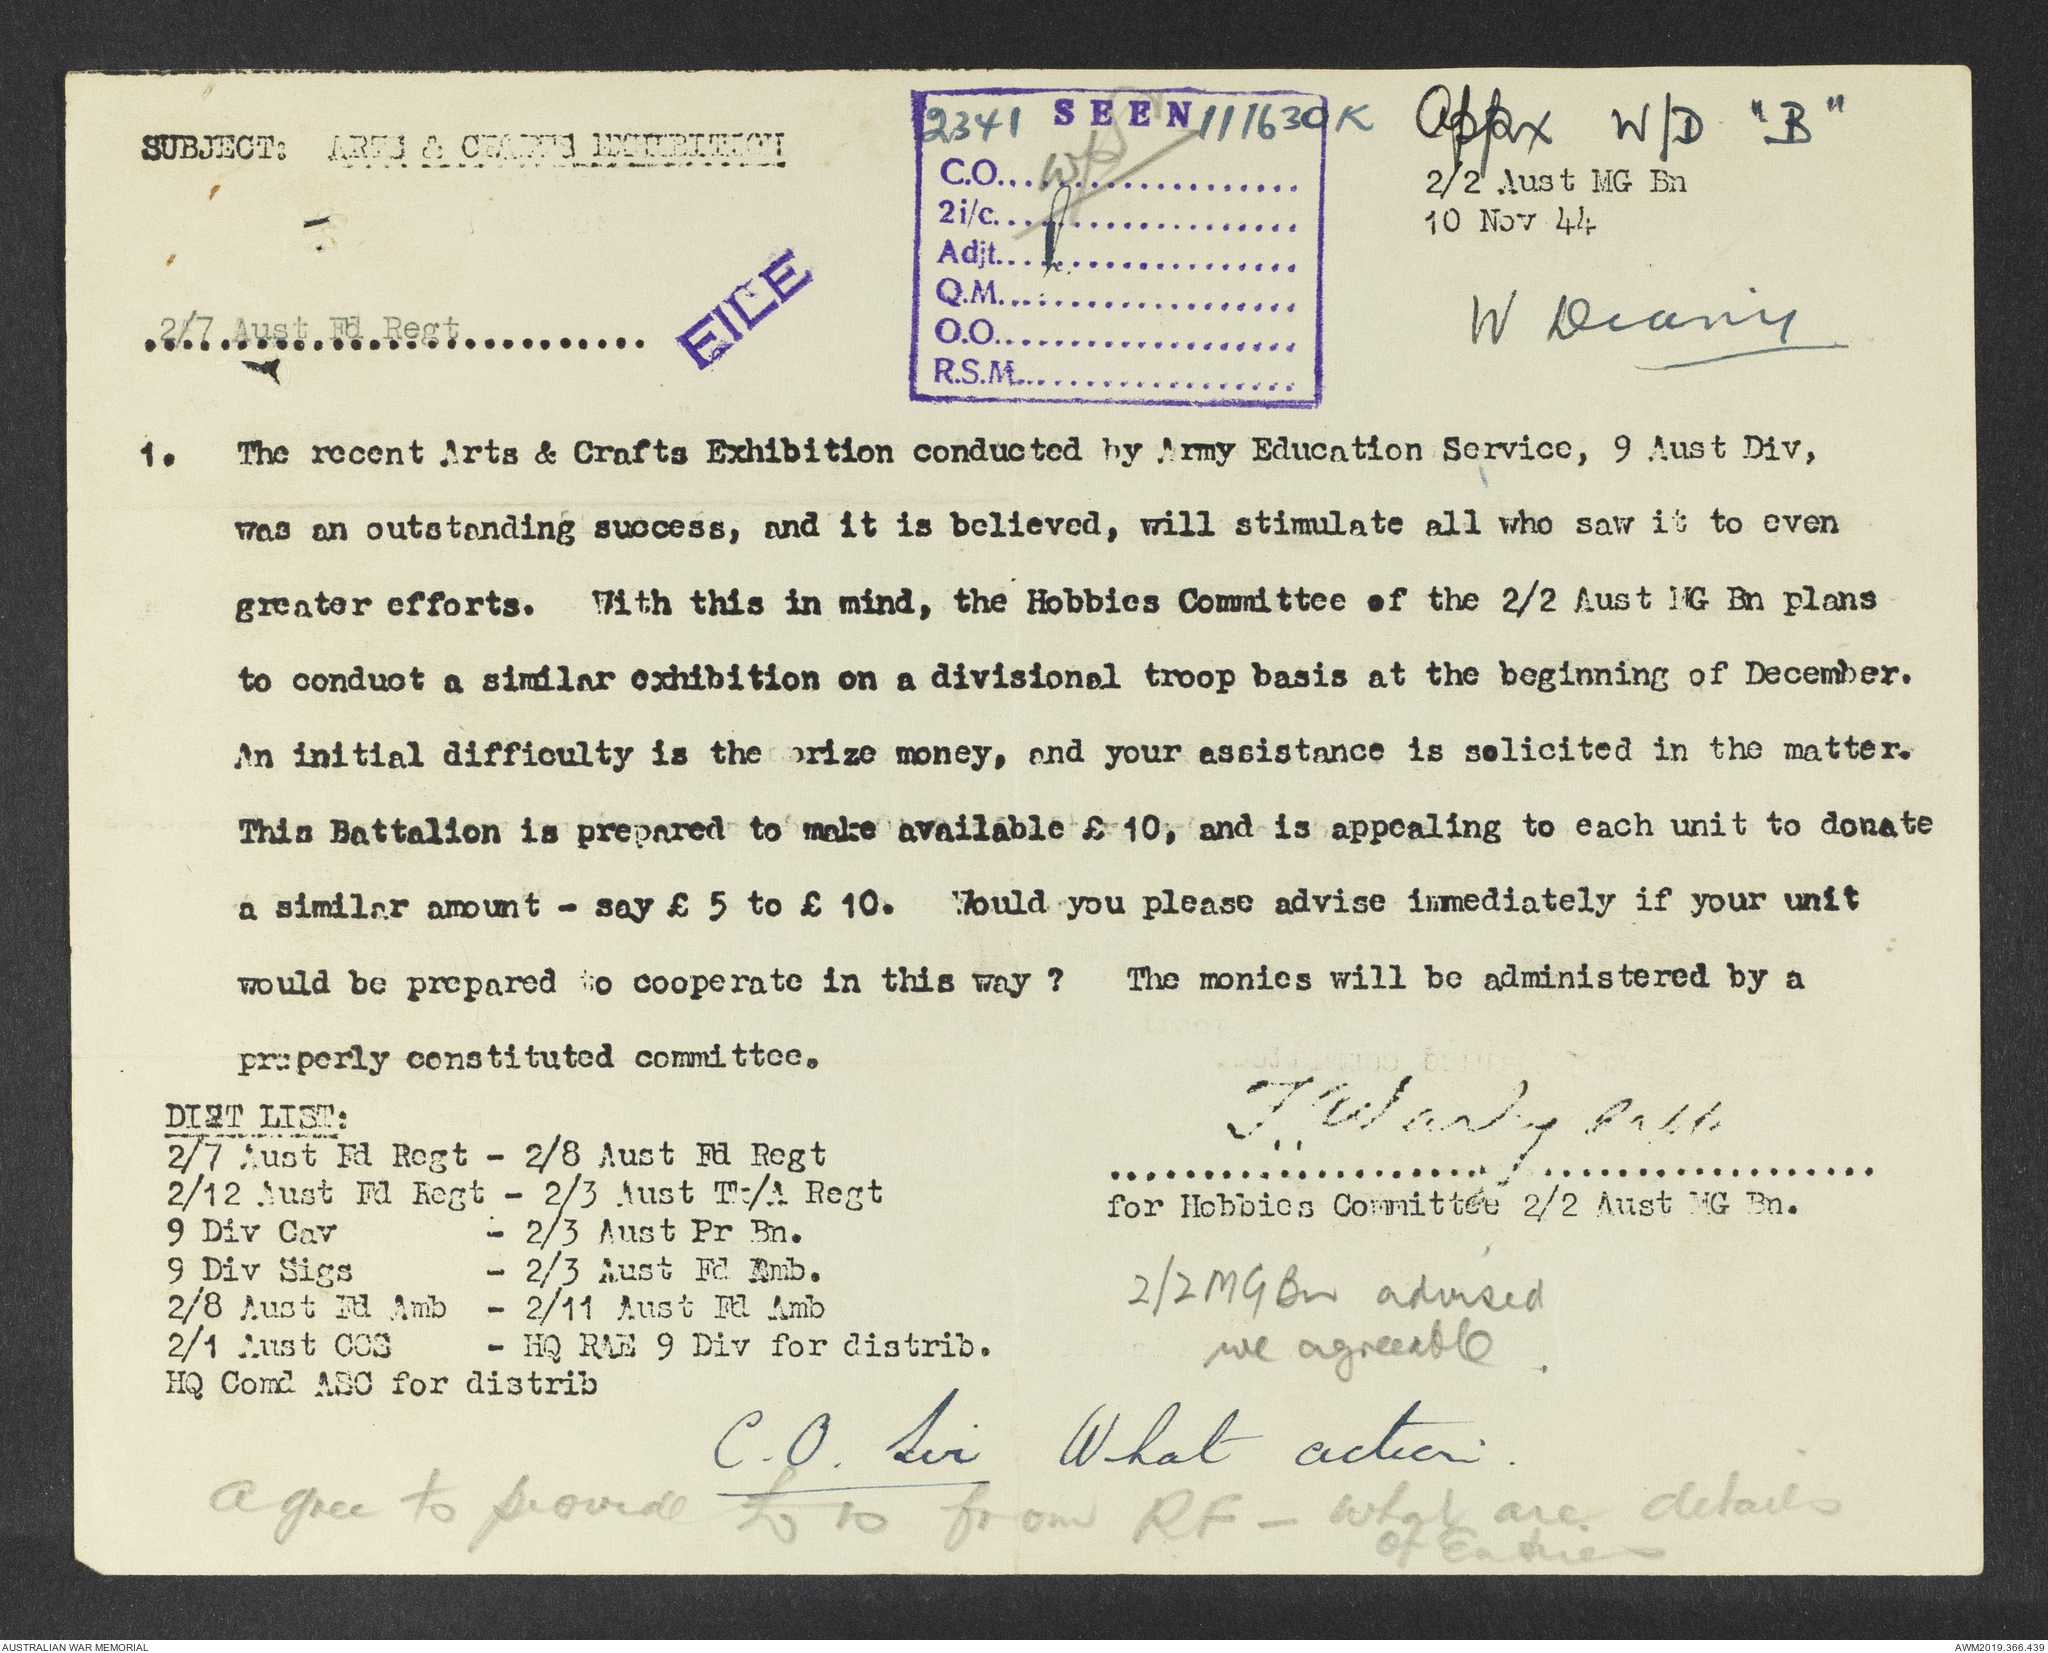 SUBJECT: ARTS & CRAFTS EXHIBITION
2341 SEEN 111630K
C.O.
2i/c.
Adjt.
Q.M.
O.O.
R.S.M.
Appx W/D "B"
2/2 Aust MG Bn
10 Nov 44
W Diary
2/7 Aust Fd Regt
FILE
1. The recent Arts & Crafts Exhibition conducted by Army Education Service, 9 Aust Div,
was an outstanding success, and it is believed, will stimulate all who saw it to even
greater efforts. With this in mind, the Hobbies Committee of the 2/2 Aust MG Bn plans
to conduct a similar exhibition on a divisional troop basis at the beginning of December.
An initial difficulty is the prize money, and your assistance is solicited in the matter.
This Battalion is prepared to make available £ 10, and is appealing to each unit to donate
a similar amount - say £ 5 to £ 10. Would you please advise immediately if your unit
would be prepared to cooperate in this way ? The monies will be administered by a
properly constituted committee.
DIST LIST:
2/7 Aust Fd Regt - 2/8 Aust Fd Regt
2/12 Aust Fd Regt - 2/3 Aust Tk/A Regt
9 Div Cav - 2/3 Aust Pr Bn.
9 Div Sigs - 2/3 Aust Fd Amb.
2/8 Aust Fd Amb - 2/11 Aust Fd Amb
2/1 Aust CCS - HQ RAE 9 Div for distrib.
HQ Comd ASC for distrib
for Hobbies Committee 2/2 Aust MG Bn.
2/2 MG Bn advised
we agreeable.
C.O. Sir What action.
Agree to provide £10 from RF - what are details
of Entries
AUSTRALIAN WAR MEMORIAL
AWM2019.366.439